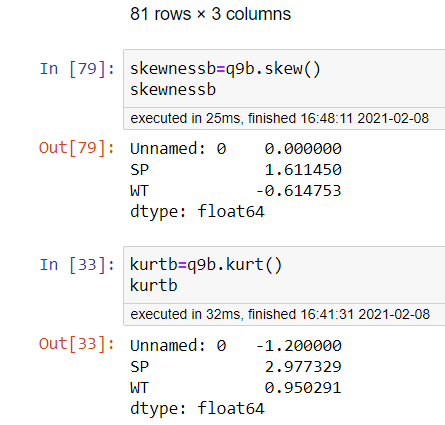 81 rows × 3 columns
In [79]: skewnessb=q9b.skew()
skewnessb
executed in 25ms, finished 16:48:11 2021-02-08
Out[79]: Unnamed: 0    0.000000
SP            1.611450
WT           -0.614753
dtype: float64
In [33]: kurtb=q9b.kurt()
kurtb
executed in 32ms, finished 16:41:31 2021-02-08
Out[33]: Unnamed: 0   -1.200000
SP            2.977329
WT            0.950291
dtype: float64